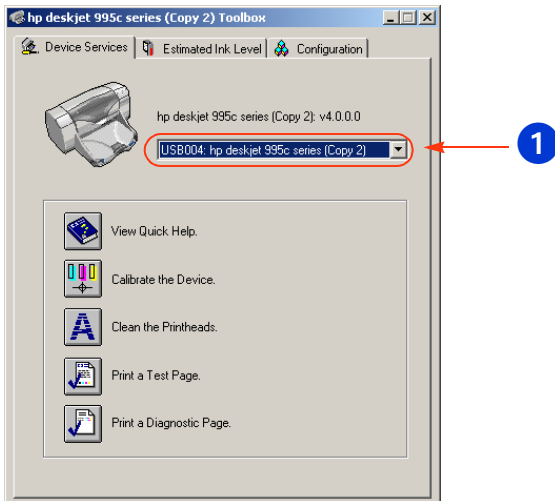 hp deskjet 995c series (Copy 2) Toolbox
Device Services Estimated Ink Level Configuration
hp deskjet 995c series (Copy 2): v4.0.0.0
USB004: hp deskjet 995c series (Copy 2)
1
View Quick Help.
Calibrate the Device.
Clean the Printheads.
Print a Test Page.
Print a Diagnostic Page.